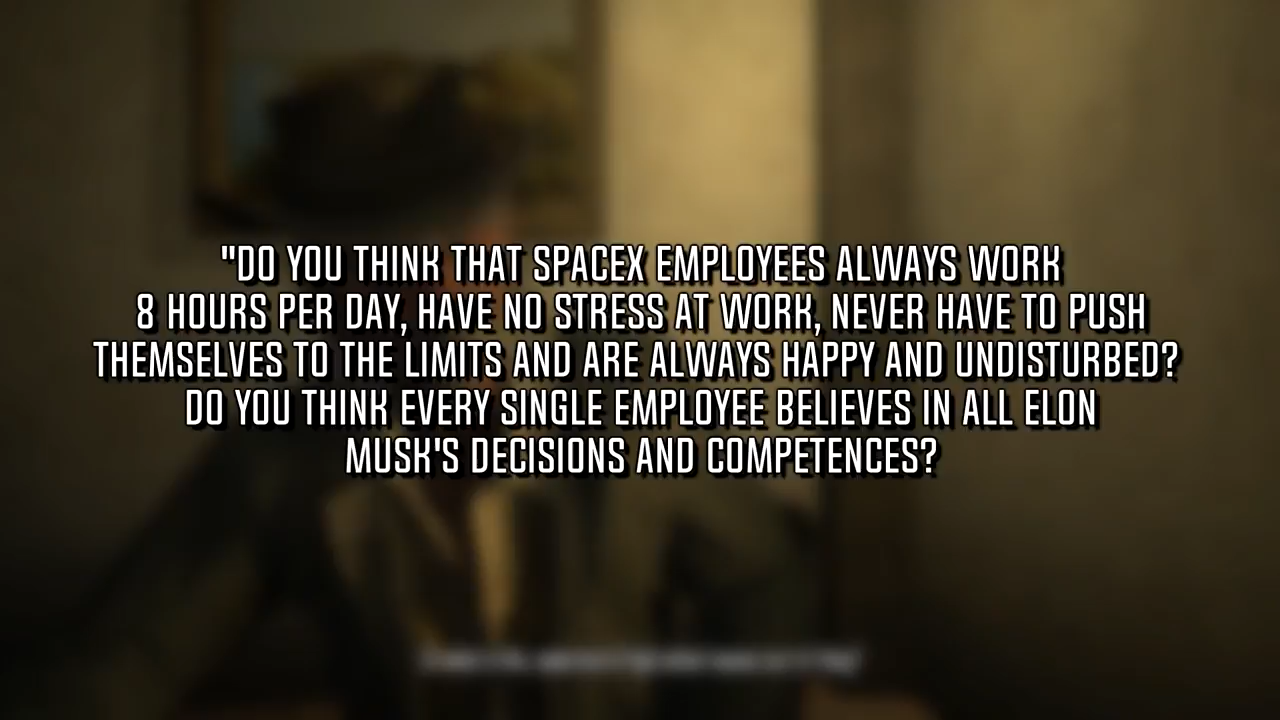 "DO YOU THINK THAT SPACEX EMPLOYEES ALWAYS WORK
8 HOURS PER DAY, HAVE NO STRESS AT WORK, NEVER HAVE TO PUSH
THEMSELVES TO THE LIMITS AND ARE ALWAYS HAPPY AND UNDISTURBED?
DO YOU THINK EVERY SINGLE EMPLOYEE BELIEVES IN ALL ELON
MUSK'S DECISIONS AND COMPETENCES?